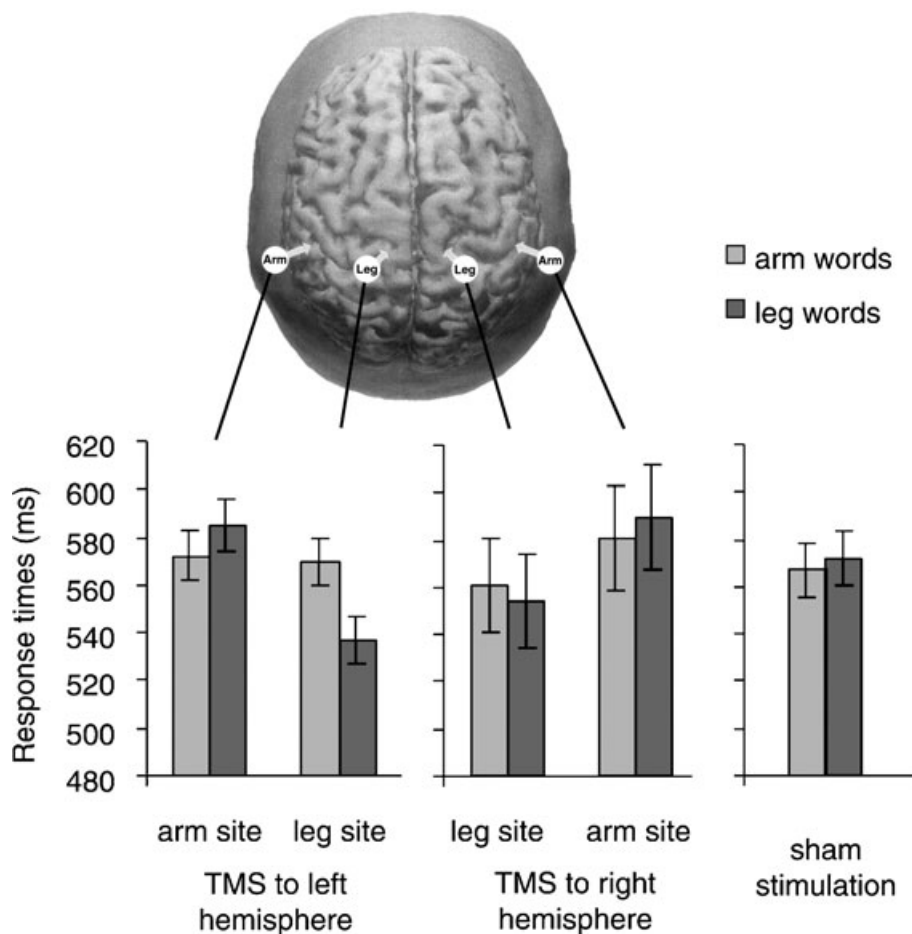 Arm
Leg
Leg
Arm
arm words
leg words
Response times (ms)
620
600
580
560
540
520
500
480
arm site
leg site
TMS to left
hemisphere
leg site
arm site
TMS to right
hemisphere
sham
stimulation